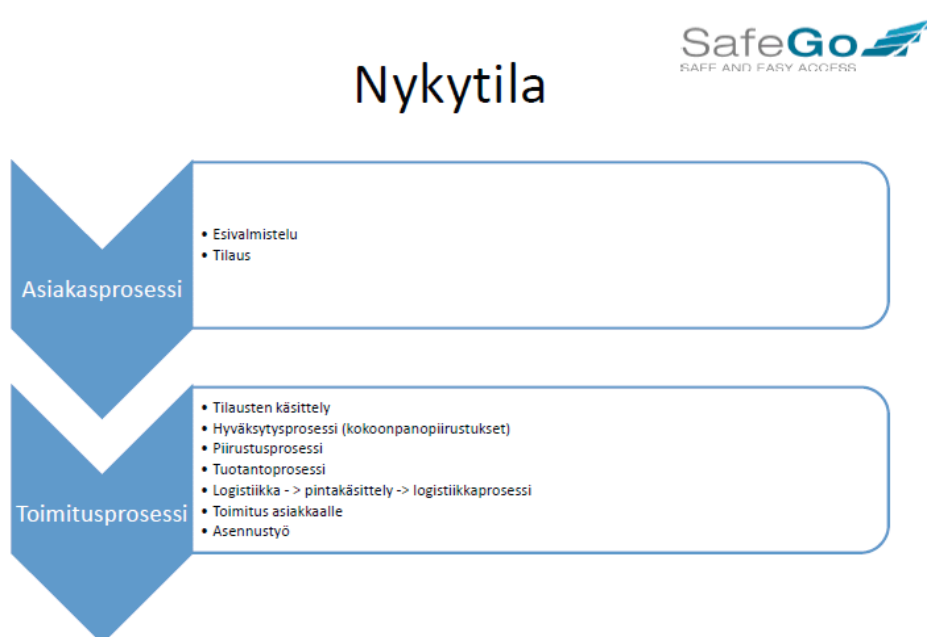 SafeGo
SAFE AND EASY ACCESS
Nykytila
Asiakasprosessi
• Esivalmistelu
• Tilaus
Toimitusprosessi
• Tilausten käsittely
• Hyväksytysprosessi (kokoonpanopiirustukset)
• Piirustusprosessi
• Tuotantoprosessi
• Logistiikka - > pintakäsittely -> logistiikkaprosessi
• Toimitus asiakkaalle
• Asennustyö